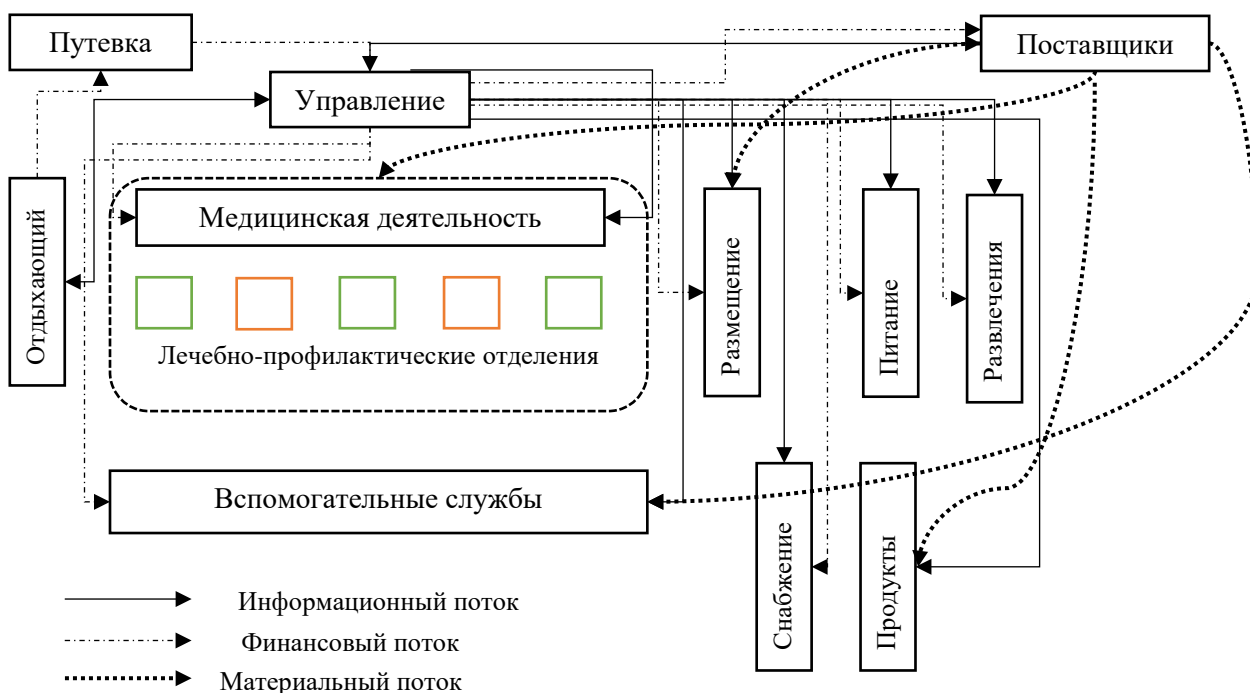 Путевка
Поставщики
Управление
Отдыхающий
Медицинская деятельность
Лечебно-профилактические отделения
Размещение
Питание
Развлечения
Вспомогательные службы
Снабжение
Продукты
Информационный поток
Финансовый поток
Материальный поток